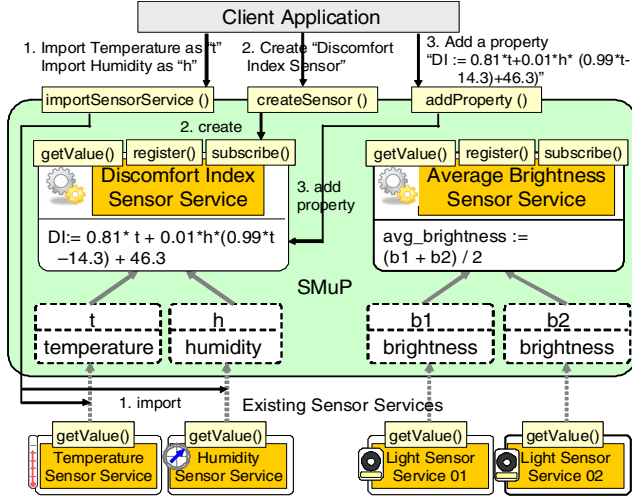 Client Application
1. Import Temperature as “t”
Import Humidity as “h”
2. Create “Discomfort
Index Sensor”
3. Add a property
“DI := 0.81*t+0.01*h* (0.99*t-
14.3)+46.3)”
importSensorService ()
createSensor ()
addProperty ()
2. create
getValue()
register()
subscribe()
Discomfort Index
Sensor Service
DI:= 0.81* t + 0.01*h*(0.99*t
−14.3) + 46.3
3. add
property
getValue()
register()
subscribe()
Average Brightness
Sensor Service
avg_brightness :=
(b1 + b2) / 2
SMuP
t
temperature
h
humidity
b1
brightness
b2
brightness
1. import
Existing Sensor Services
getValue()
Temperature
Sensor Service
getValue()
Humidity
Sensor Service
getValue()
Light Sensor
Service 01
getValue()
Light Sensor
Service 02